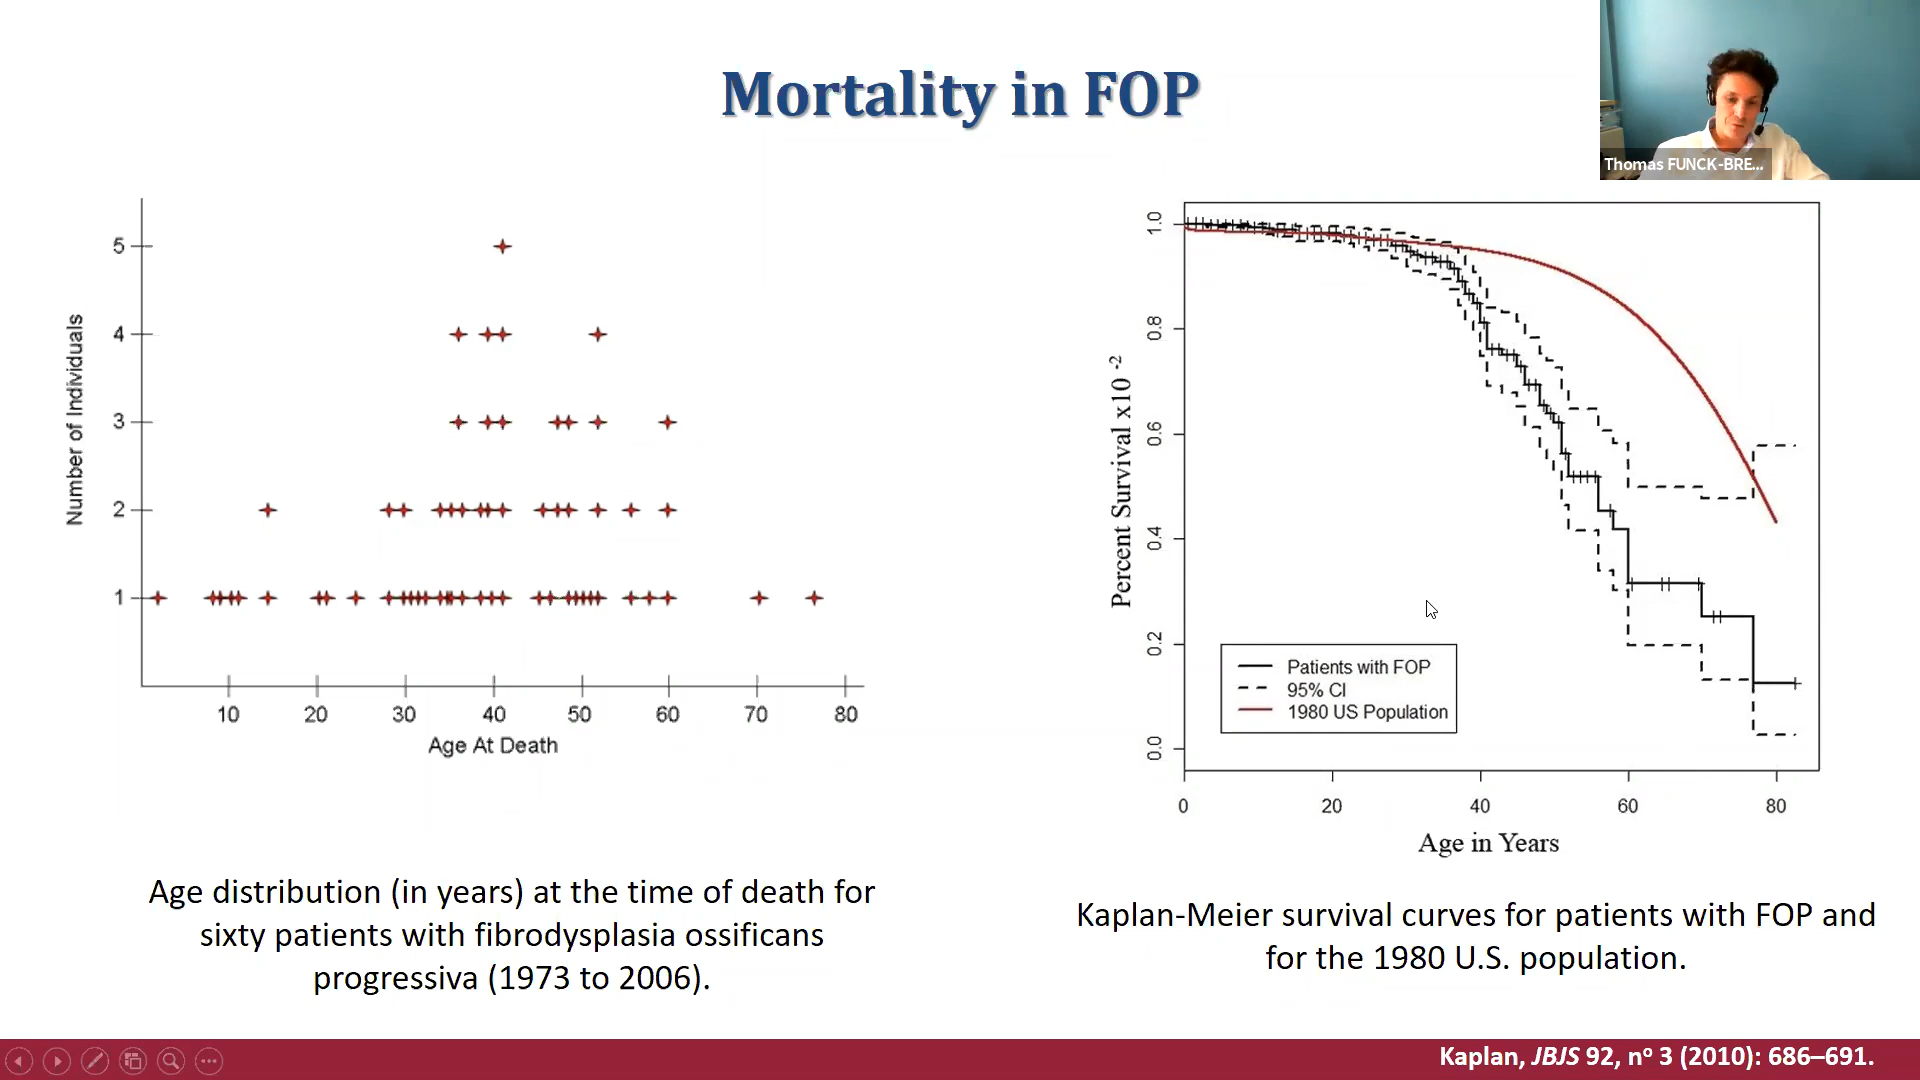 Mortality in FOP
Thomas FUNCK-BRE...
Number of Individuals
5
4
3
2
1
10 20 30 40 50 60 70 80
Age At Death
Age distribution (in years) at the time of death for
sixty patients with fibrodysplasia ossificans
progressiva (1973 to 2006).
Percent Survival x10 -2
1.0
0.8
0.6
0.4
0.2
0.0
Patients with FOP
95% CI
1980 US Population
0 20 40 60 80
Age in Years
Kaplan-Meier survival curves for patients with FOP and
for the 1980 U.S. population.
Kaplan, JBJS 92, nº 3 (2010): 686–691.